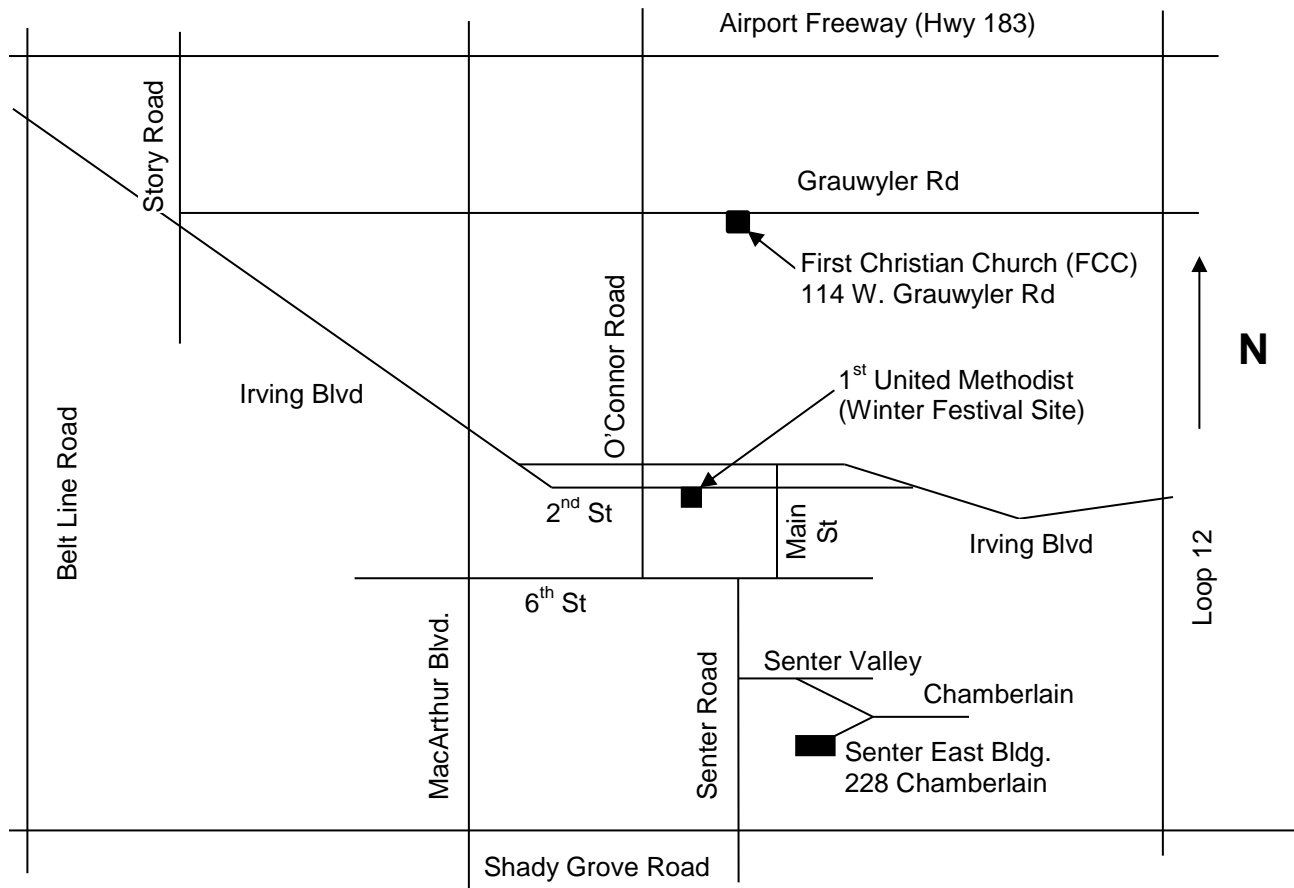 Airport Freeway (Hwy 183)
Story Road
Grauwyler Rd
First Christian Church (FCC)
114 W. Grauwyler Rd
O'Connor Road
N
1st United Methodist
(Winter Festival Site)
Irving Blvd
Belt Line Road
2nd St
Main
St
Irving Blvd
Loop 12
6th St
MacArthur Blvd.
Senter Road
Senter Valley
Chamberlain
Senter East Bldg.
228 Chamberlain
Shady Grove Road